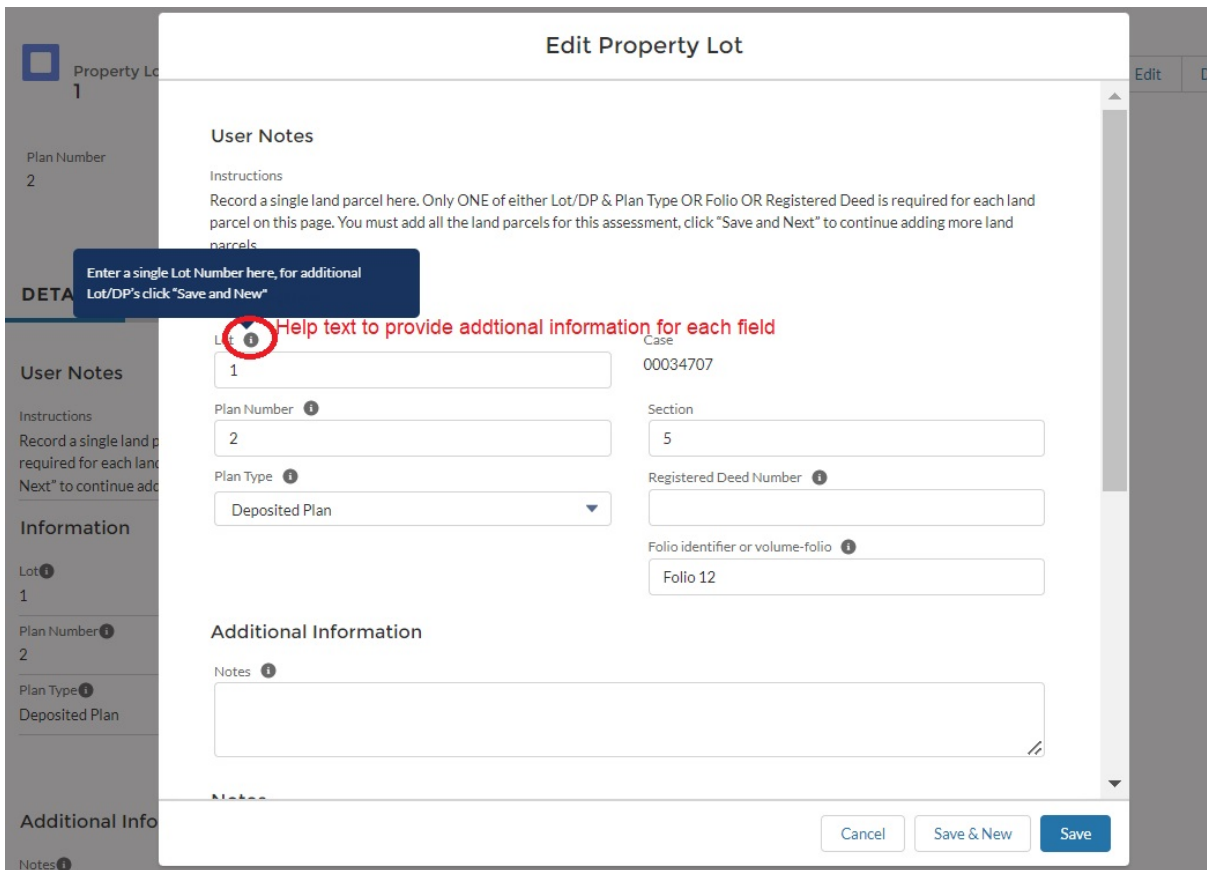 Edit Property Lot
Property Lo
1
Edit
D
Plan Number
2
User Notes
Instructions
Record a single land parcel here. Only ONE of either Lot/DP & Plan Type OR Folio OR Registered Deed is required for each land
parcel on this page. You must add all the land parcels for this assessment, click "Save and Next" to continue adding more land
parcels
Enter a single Lot Number here, for additional
Lot/DP's click "Save and New"
DETA
Help text to provide addtional information for each field
Lot
1
Case
00034707
Plan Number
2
Section
5
Plan Type
Deposited Plan
Registered Deed Number
Folio identifier or volume-folio
Folio 12
Additional Information
Notes
Notes
Cancel
Save & New
Save
User Notes
Instructions
Record a single land p
required for each land
Next" to continue add
Information
Lot
1
Plan Number
2
Plan Type
Deposited Plan
Additional Info
Notes